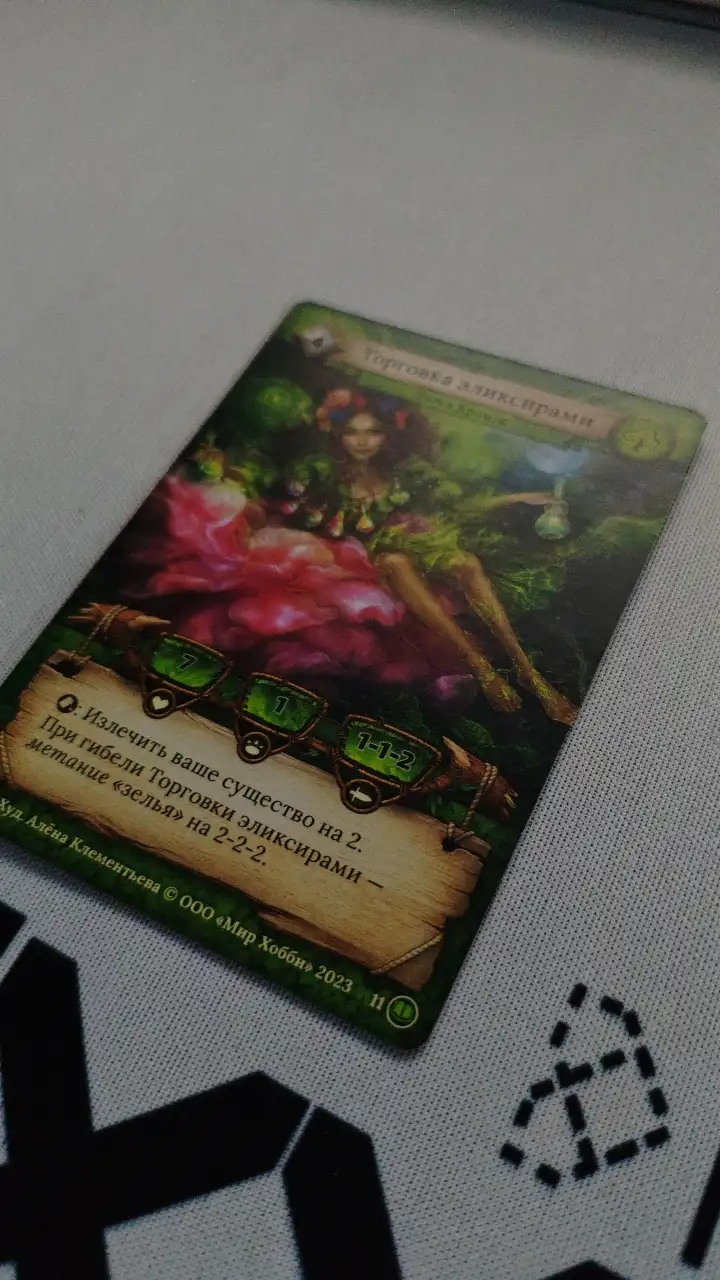 4
Торговка эликсирами
7
1
1-1-2
: Излечить ваше существо на 2.
При гибели Торговки эликсирами —
метание «зелья» на 2-2-2.
Худ. Алёна Клементьева © ООО «Мир Хобби» 2023 11